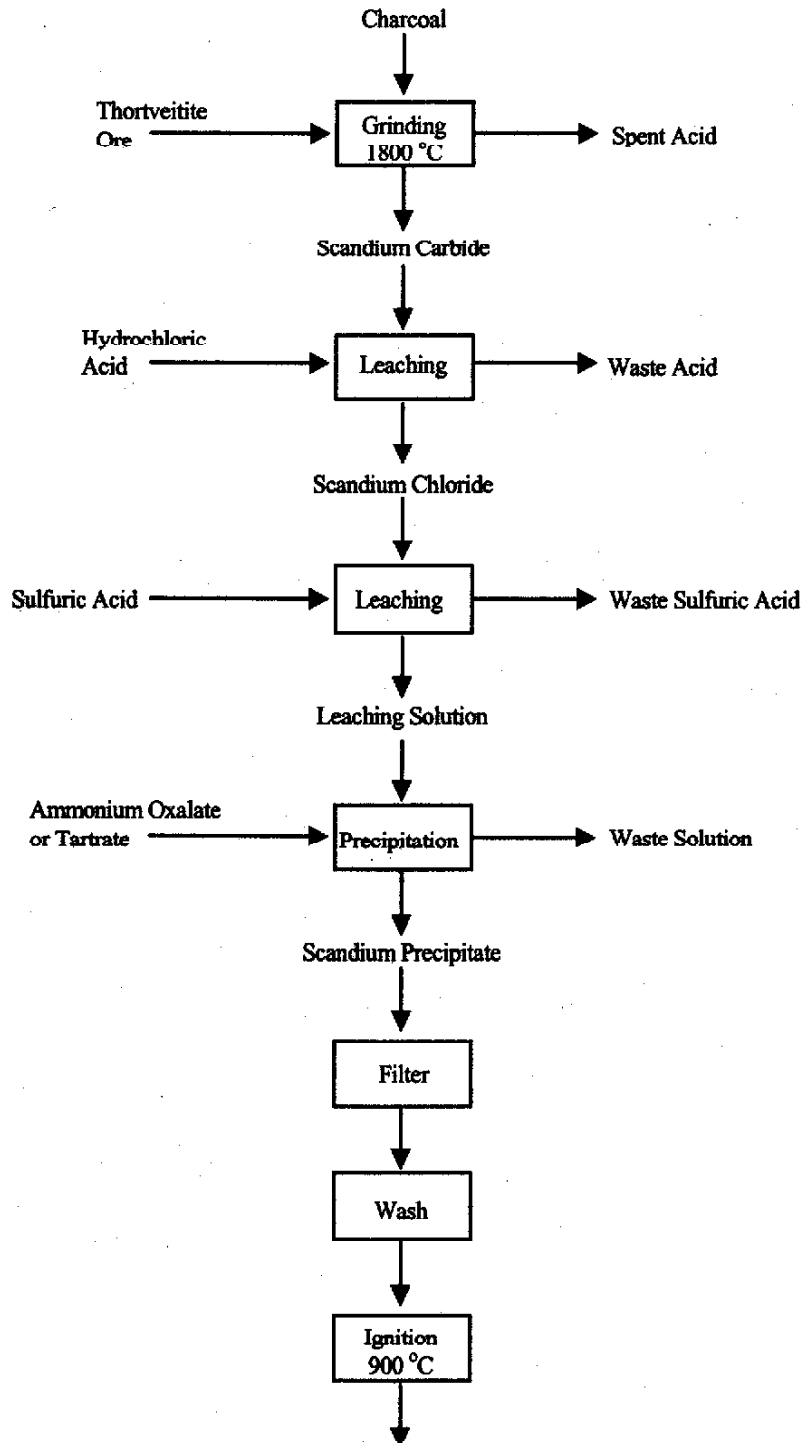 Charcoal
Thortveitite
Ore
Grinding
1800 °C
Spent Acid
Scandium Carbide
Hydrochloric
Acid
Leaching
Waste Acid
Scandium Chloride
Sulfuric Acid
Leaching
Waste Sulfuric Acid
Leaching Solution
Ammonium Oxalate
or Tartrate
Precipitation
Waste Solution
Scandium Precipitate
Filter
Wash
Ignition
900 °C